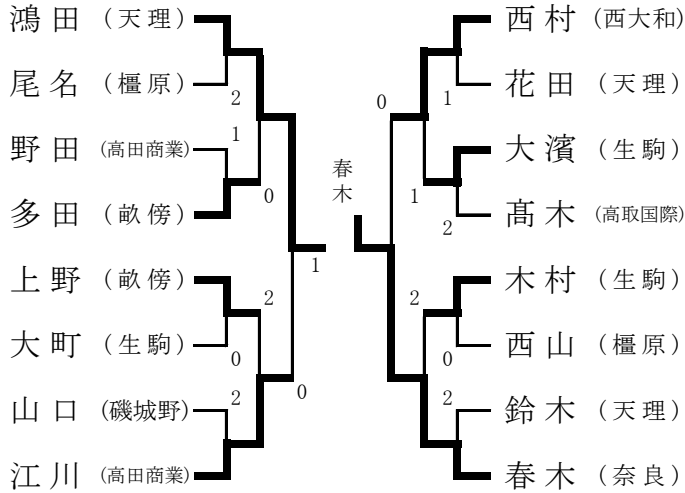 鴻田 (天理)
尾名 (橿原)
2
野田 (高田商業)
1
多田 (畝傍)
0
上野 (畝傍)
2
大町 (生駒)
0
山口 (磯城野)
2
江川 (高田商業)
0
1
春木
西村 (西大和)
0
花田 (天理)
1
大濱 (生駒)
1
髙木 (高取国際)
2
木村 (生駒)
2
西山 (橿原)
0
鈴木 (天理)
2
春木 (奈良)